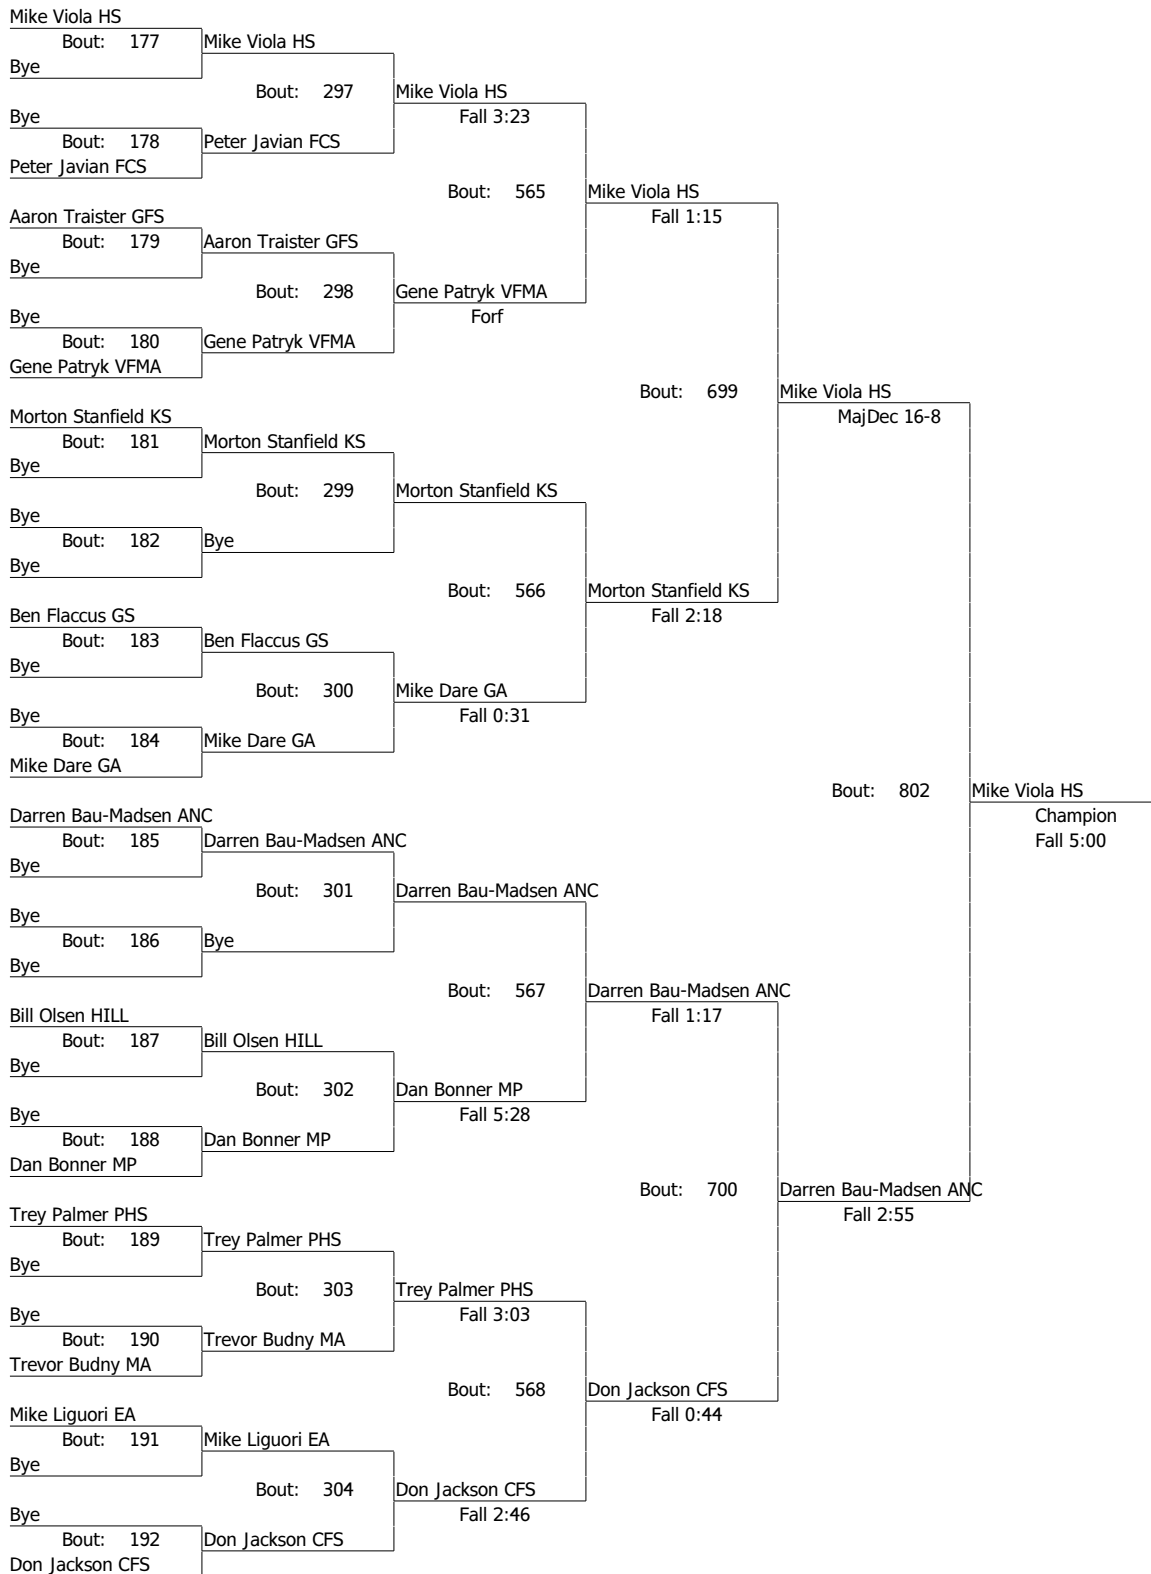 Mike Viola HS
Bout: 177 Mike Viola HS
Bye
Bout: 297 Mike Viola HS
Bye Fall 3:23
Bout: 178 Peter Javian FCS
Peter Javian FCS
Bout: 565 Mike Viola HS
Aaron Traister GFS Fall 1:15
Bout: 179 Aaron Traister GFS
Bye
Bout: 298 Gene Patryk VFMA
Bye Forf
Bout: 180 Gene Patryk VFMA
Gene Patryk VFMA
Bout: 699 Mike Viola HS
Morton Stanfield KS MajDec 16-8
Bout: 181 Morton Stanfield KS
Bye
Bout: 299 Morton Stanfield KS
Bye
Bout: 182 Bye
Bye
Bout: 566 Morton Stanfield KS
Ben Flaccus GS Fall 2:18
Bout: 183 Ben Flaccus GS
Bye
Bout: 300 Mike Dare GA
Bye Fall 0:31
Bout: 184 Mike Dare GA
Mike Dare GA
Bout: 802 Mike Viola HS
Darren Bau-Madsen ANC Champion
Bout: 185 Darren Bau-Madsen ANC Fall 5:00
Bye
Bout: 301 Darren Bau-Madsen ANC
Bye
Bout: 186 Bye
Bye
Bout: 567 Darren Bau-Madsen ANC
Bill Olsen HILL Fall 1:17
Bout: 187 Bill Olsen HILL
Bye
Bout: 302 Dan Bonner MP
Bye Fall 5:28
Bout: 188 Dan Bonner MP
Dan Bonner MP
Bout: 700 Darren Bau-Madsen ANC
Trey Palmer PHS Fall 2:55
Bout: 189 Trey Palmer PHS
Bye
Bout: 303 Trey Palmer PHS
Bye Fall 3:03
Bout: 190 Trevor Budny MA
Trevor Budny MA
Bout: 568 Don Jackson CFS
Mike Liguori EA Fall 0:44
Bout: 191 Mike Liguori EA
Bye
Bout: 304 Don Jackson CFS
Bye Fall 2:46
Bout: 192 Don Jackson CFS
Don Jackson CFS